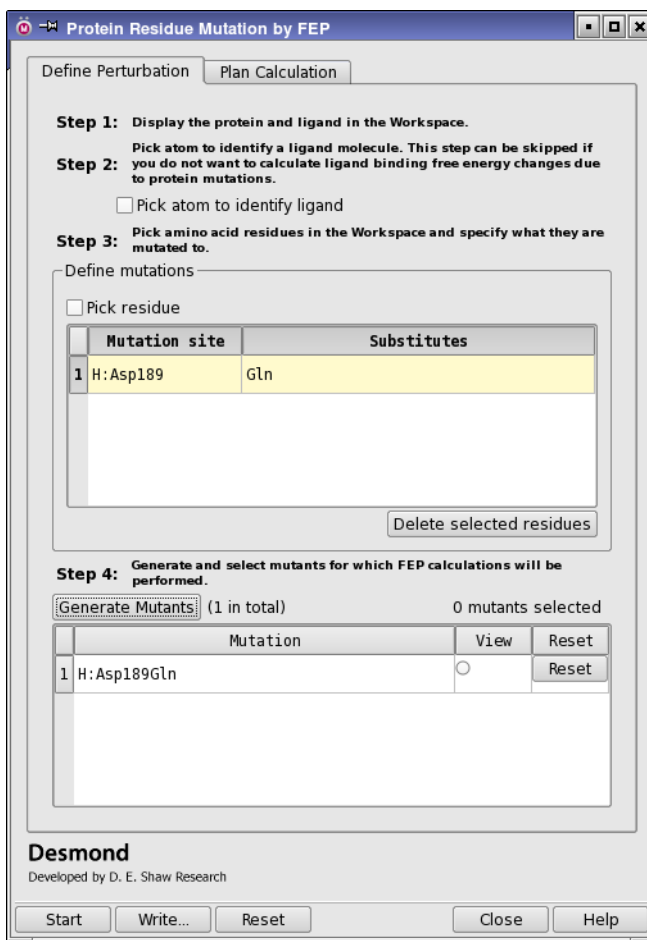 Protein Residue Mutation by FEP
Define Perturbation Plan Calculation
Step 1: Display the protein and ligand in the Workspace.
Step 2: Pick atom to identify a ligand molecule. This step can be skipped if
you do not want to calculate ligand binding free energy changes due
to protein mutations.
Pick atom to identify ligand
Step 3: Pick amino acid residues in the Workspace and specify what they are
mutated to.
Define mutations
Pick residue
Mutation site Substitutes
1 H:Asp189 Gln
Delete selected residues
Step 4: Generate and select mutants for which FEP calculations will be
performed.
Generate Mutants (1 in total) 0 mutants selected
Mutation View Reset
1 H:Asp189Gln Reset
Desmond
Developed by D. E. Shaw Research
Start Write... Reset Close Help